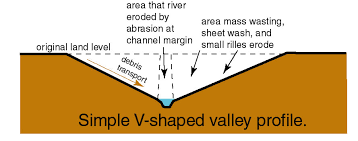 area that river
eroded by
abrasion at
channel margin
area mass wasting,
sheet wash, and
small rilles erode
original land level
debris
transport
Simple V-shaped valley profile.